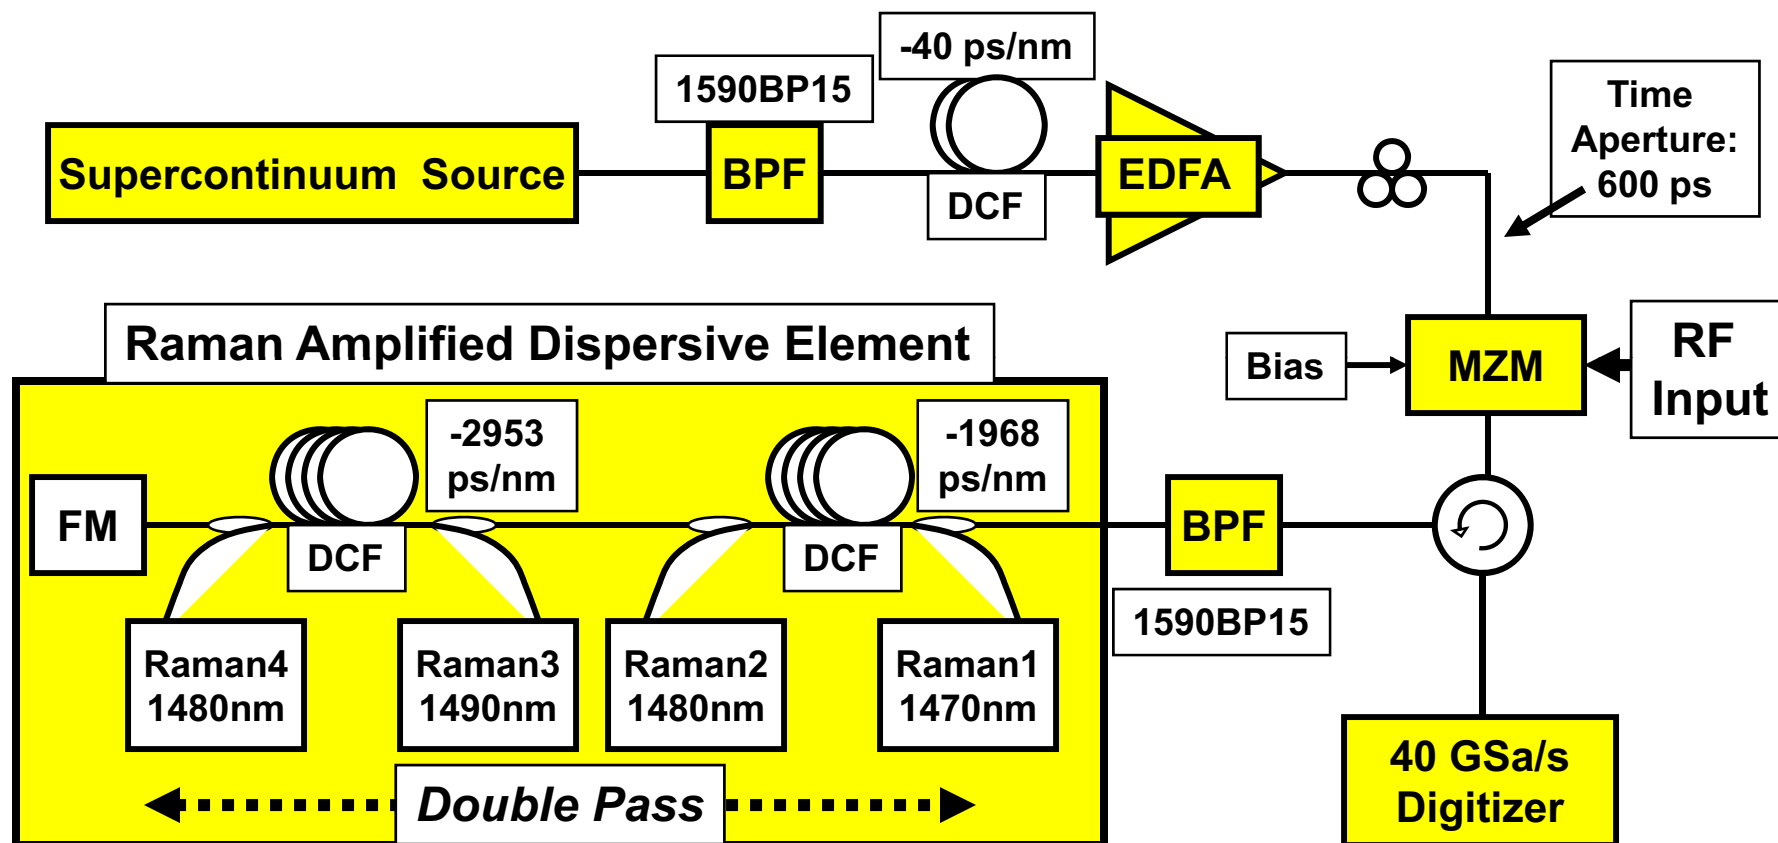 -40 ps/nm
1590BP15
Supercontinuum Source
BPF
DCF
EDFA
Time
Aperture:
600 ps
Raman Amplified Dispersive Element
Bias
MZM
RF
Input
-2953
ps/nm
-1968
ps/nm
FM
DCF
DCF
BPF
1590BP15
Raman4
1480nm
Raman3
1490nm
Raman2
1480nm
Raman1
1470nm
Double Pass
40 GSa/s
Digitizer